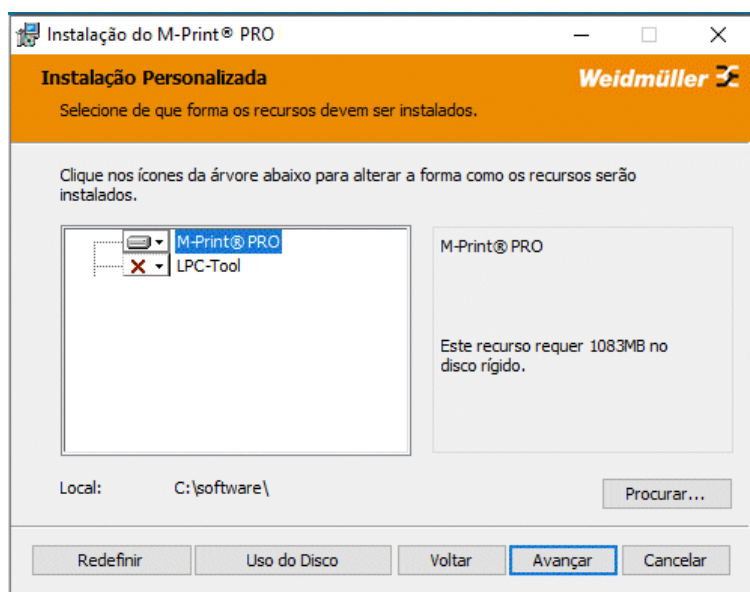 Instalação do M-Print® PRO
Instalação Personalizada
Weidmüller
Selecione de que forma os recursos devem ser instalados.
Clique nos ícones da árvore abaixo para alterar a forma como os recursos serão
instalados.
M-Print® PRO
LPC-Tool
M-Print® PRO
Este recurso requer 1083MB no
disco rígido.
Local: C:\software\
Procurar...
Redefinir Uso do Disco Voltar Avançar Cancelar